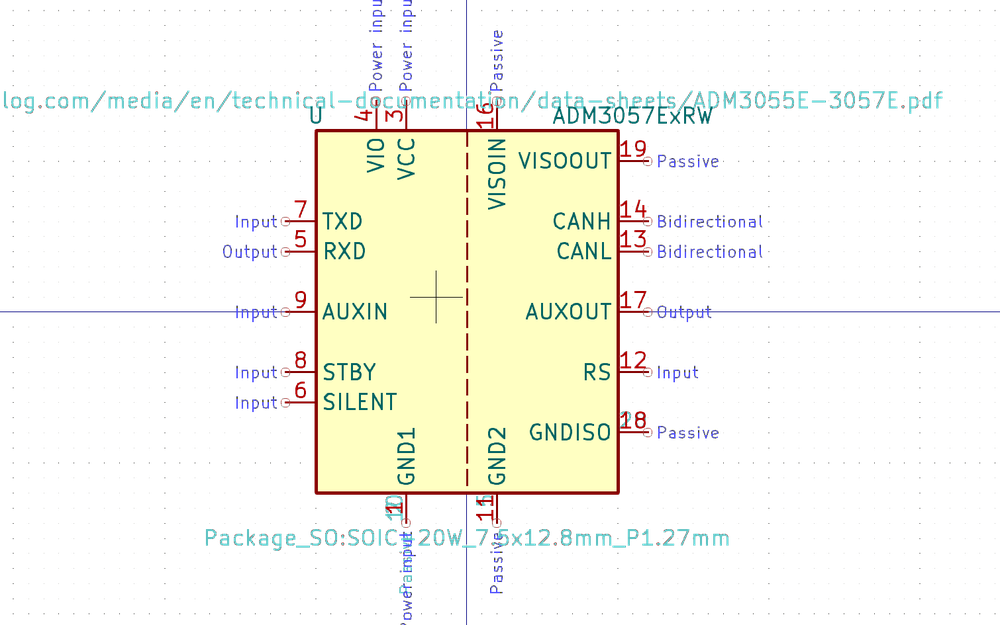 Power input
Power input
Passive
log.com/media/en/technical-documentation/data-sheets/ADM3055E-3057E.pdf
U
ADM3057ExRW
4
3
16
VIO
VCC
VISOIN
VISOOUT
19
Passive
Input
7
TXD
CANH
14
Bidirectional
Output
5
RXD
CANL
13
Bidirectional
Input
9
AUXIN
AUXOUT
17
Output
Input
8
STBY
RS
12
Input
Input
6
SILENT
GNDISO
18
Passive
GND1
GND2
1
11
Package_SO:SOIC-20W_7.5x12.8mm_P1.27mm
Power input
Passive